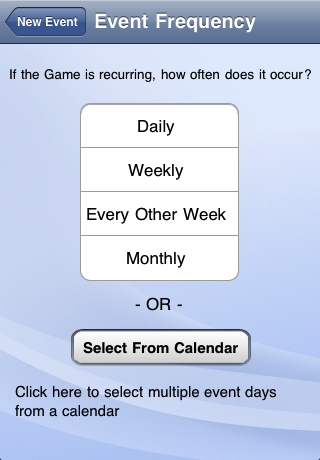 New Event
Event Frequency
If the Game is recurring, how often does it occur?
Daily
Weekly
Every Other Week
Monthly
- OR -
Select From Calendar
Click here to select multiple event days
from a calendar